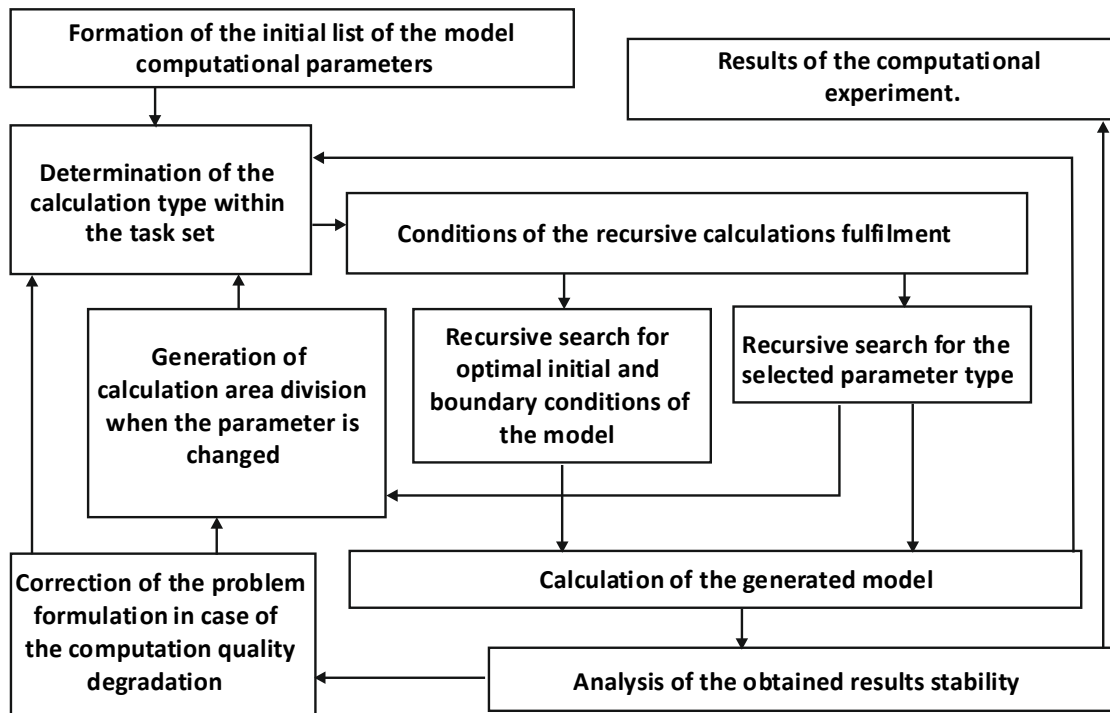 Formation of the initial list of the model
computational parameters
Results of the computational
experiment.
Determination of the
calculation type within
the task set
Conditions of the recursive calculations fulfilment
Generation of
calculation area division
when the parameter is
changed
Recursive search for
optimal initial and
boundary conditions of
the model
Recursive search for the
selected parameter type
Correction of the problem
formulation in case of
the computation quality
degradation
Calculation of the generated model
Analysis of the obtained results stability